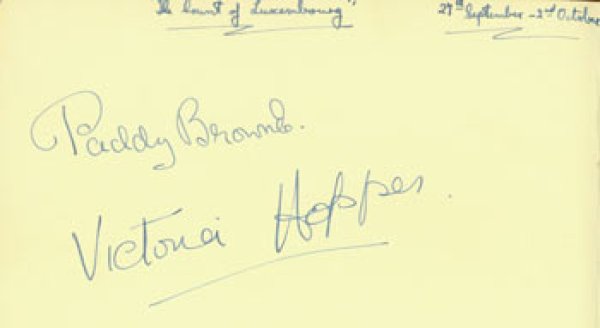 "The Count of Luxembourg" 27th September - 2nd October
Paddy Browne.
Victoria Hopper.